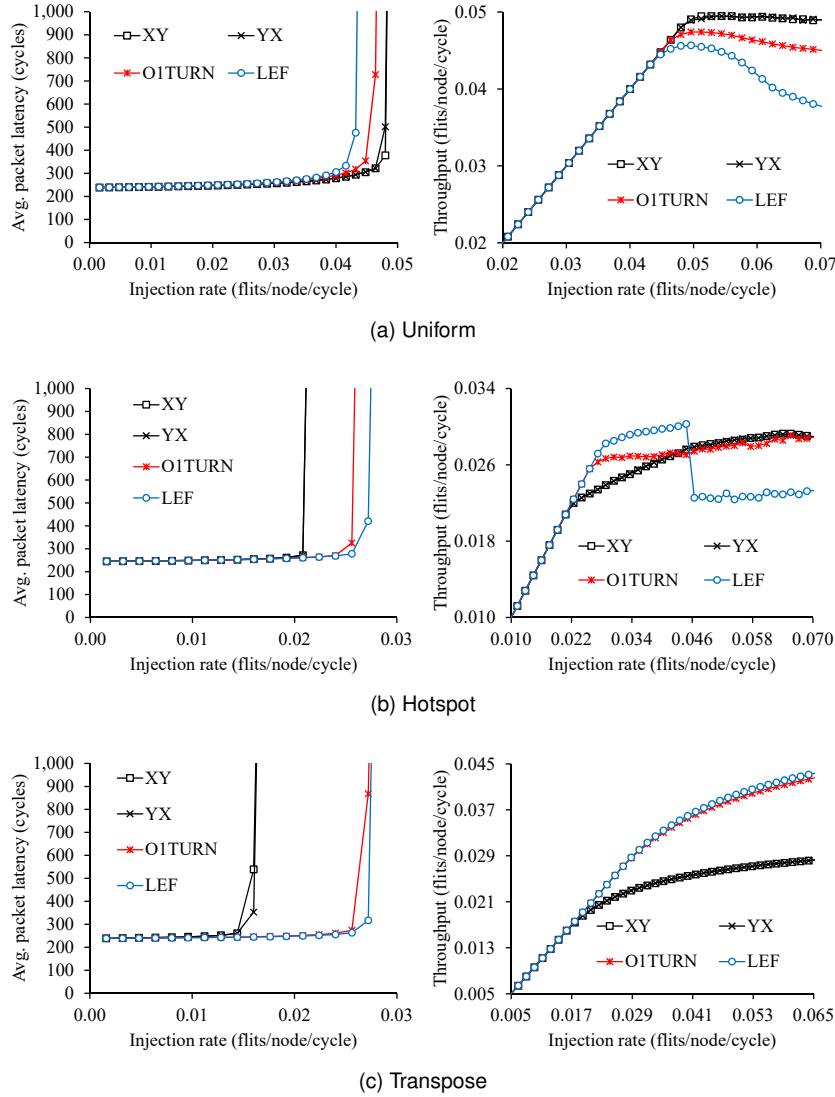 1,000
900
800
700
600
500
400
300
200
100
0
Avg. packet latency (cycles)
XY
YX
O1TURN
LEF
0.00
0.01
0.02
0.03
0.04
0.05
Injection rate (flits/node/cycle)
0.05
0.04
0.03
0.02
Throughput (flits/node/cycle)
XY
YX
O1TURN
LEF
0.02
0.03
0.04
0.05
0.06
0.07
Injection rate (flits/node/cycle)
(a) Uniform
1,000
900
800
700
600
500
400
300
200
100
0
Avg. packet latency (cycles)
XY
YX
O1TURN
LEF
0.00
0.01
0.02
0.03
Injection rate (flits/node/cycle)
0.034
0.026
0.018
0.010
Throughput (flits/node/cycle)
XY
YX
O1TURN
LEF
0.010
0.022
0.034
0.046
0.058
0.070
Injection rate (flits/node/cycle)
(b) Hotspot
1,000
900
800
700
600
500
400
300
200
100
0
Avg. packet latency (cycles)
XY
YX
O1TURN
LEF
0.00
0.01
0.02
0.03
Injection rate (flits/node/cycle)
0.045
0.037
0.029
0.021
0.013
0.005
Throughput (flits/node/cycle)
XY
YX
O1TURN
LEF
0.005
0.017
0.029
0.041
0.053
0.065
Injection rate (flits/node/cycle)
(c) Transpose